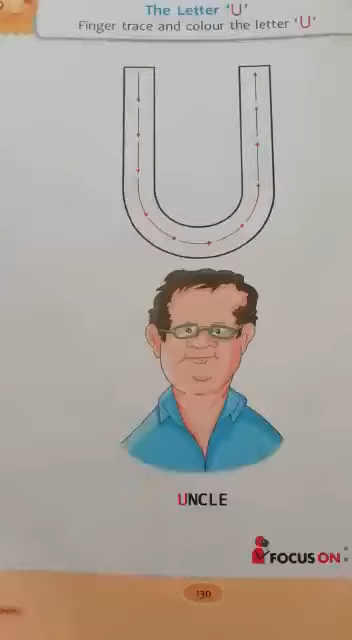 The Letter 'U'
Finger trace and colour the letter 'U'
UNCLE
FOCUS ON
130